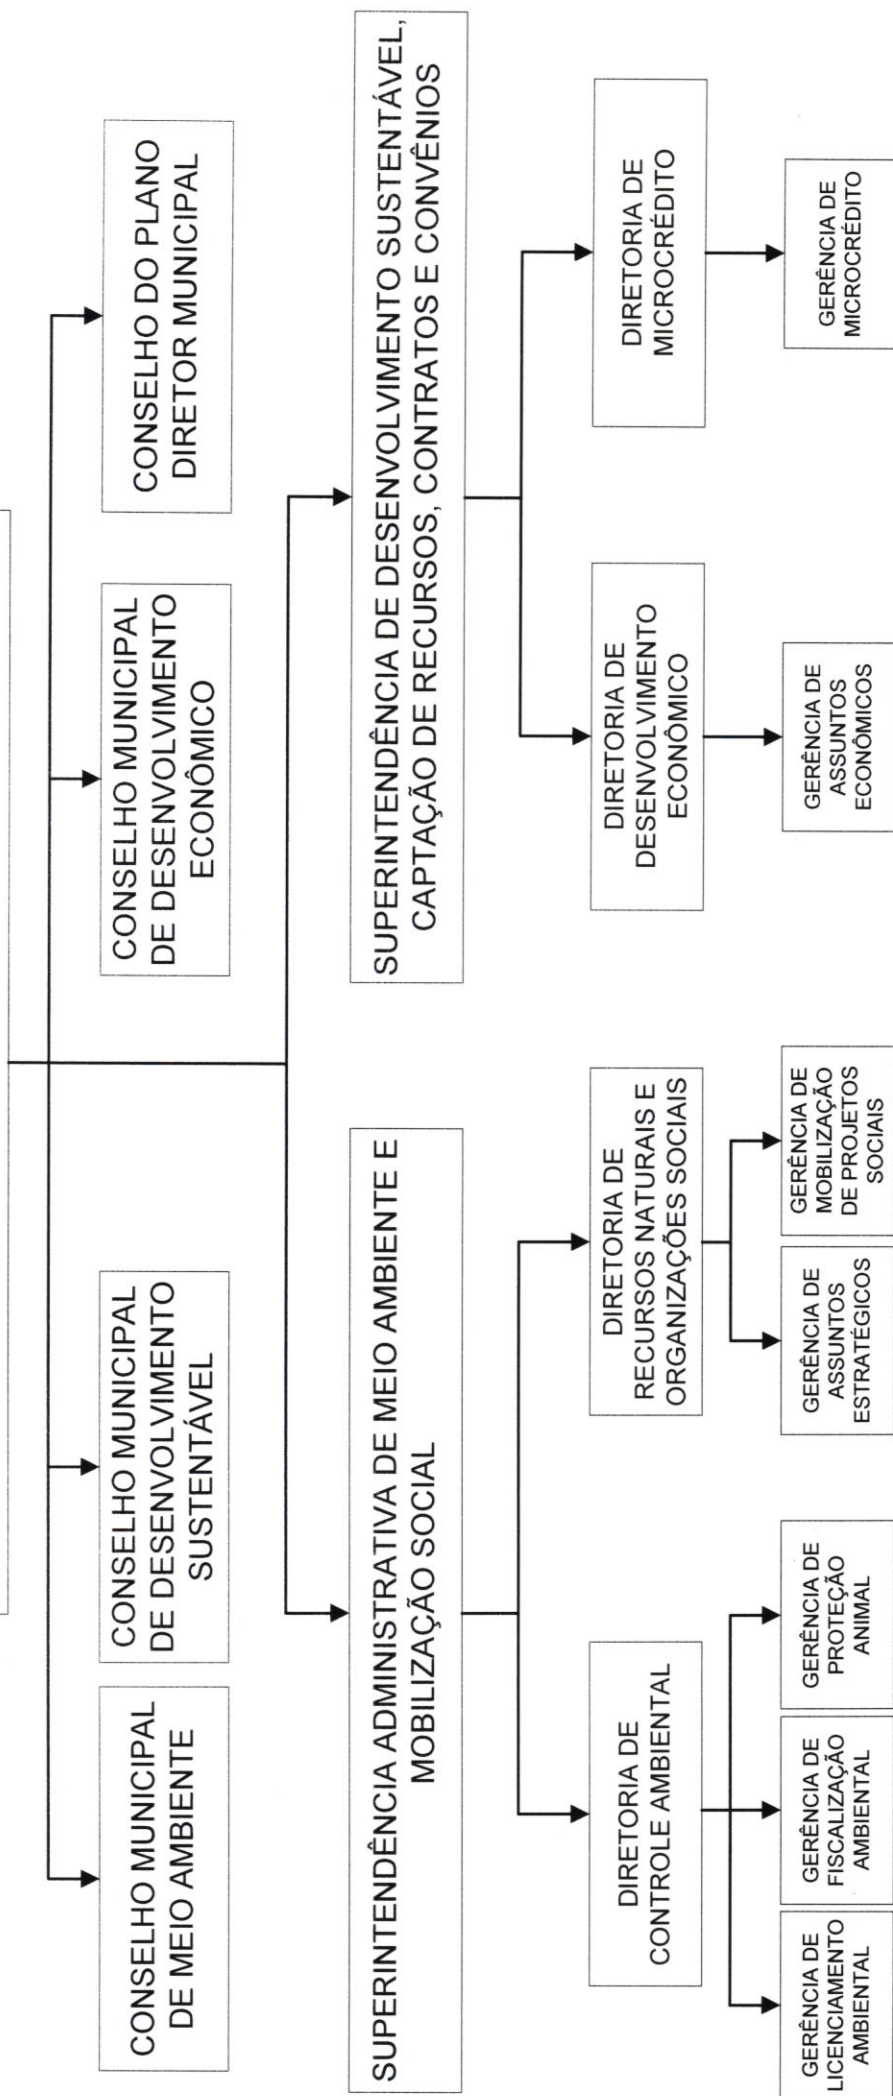 CONSELHO MUNICIPAL
DE MEIO AMBIENTE
CONSELHO MUNICIPAL
DE DESENVOLVIMENTO
SUSTENTÁVEL
CONSELHO MUNICIPAL
DE DESENVOLVIMENTO
ECONÔMICO
CONSELHO DO PLANO
DIRETOR MUNICIPAL
SUPERINTENDÊNCIA ADMINISTRATIVA DE MEIO AMBIENTE E
MOBILIZAÇÃO SOCIAL
SUPERINTENDÊNCIA DE DESENVOLVIMENTO SUSTENTÁVEL,
CAPTAÇÃO DE RECURSOS, CONTRATOS E CONVÊNIOS
DIRETORIA DE
CONTROLE AMBIENTAL
DIRETORIA DE
RECURSOS NATURAIS E
ORGANIZAÇÕES SOCIAIS
DIRETORIA DE
DESENVOLVIMENTO
ECONÔMICO
DIRETORIA DE
MICROCRÉDITO
GERÊNCIA DE
LICENCIAMENTO
AMBIENTAL
GERÊNCIA DE
FISCALIZAÇÃO
AMBIENTAL
GERÊNCIA DE
PROTEÇÃO
ANIMAL
GERÊNCIA DE
ASSUNTOS
ESTRATÉGICOS
GERÊNCIA DE
MOBILIZAÇÃO
DE PROJETOS
SOCIAIS
GERÊNCIA DE
ASSUNTOS
ECONÔMICOS
GERÊNCIA DE
MICROCRÉDITO